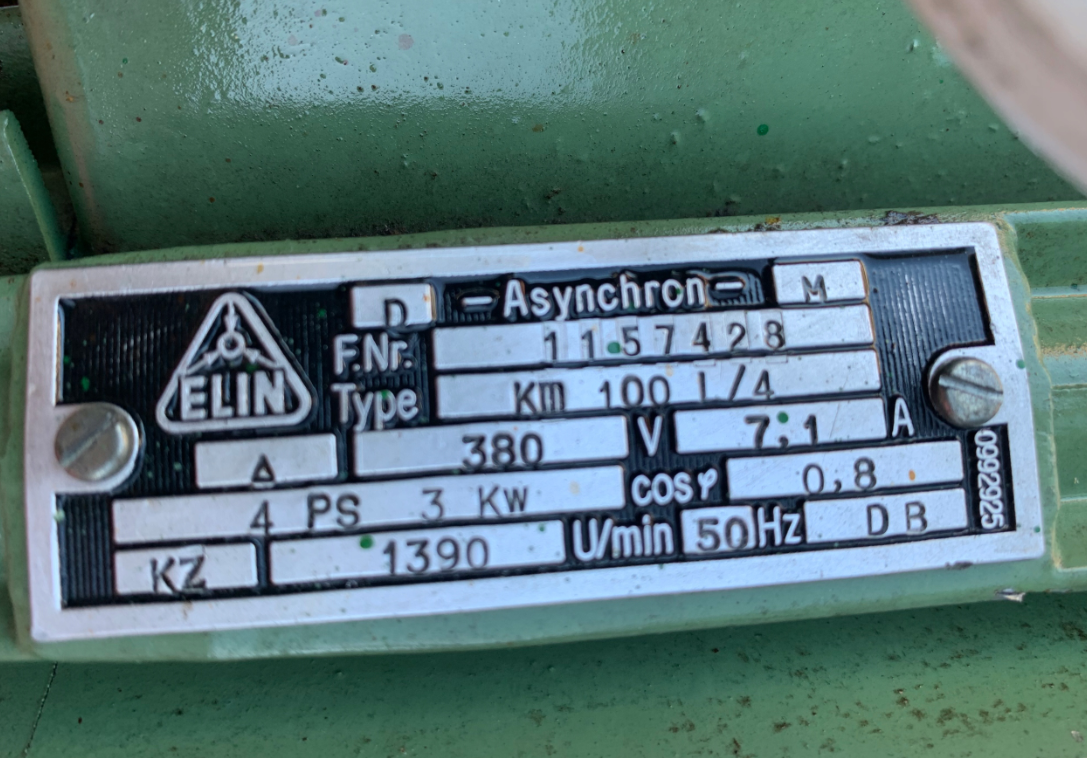 ELIN
D - Asynchron - M
F.Nr. 1157428
Type Km 100 L/4
Δ 380 V 7,1 A
4 PS 3 Kw cosφ 0,8
KZ 1390 U/min 50 Hz DB
0992925